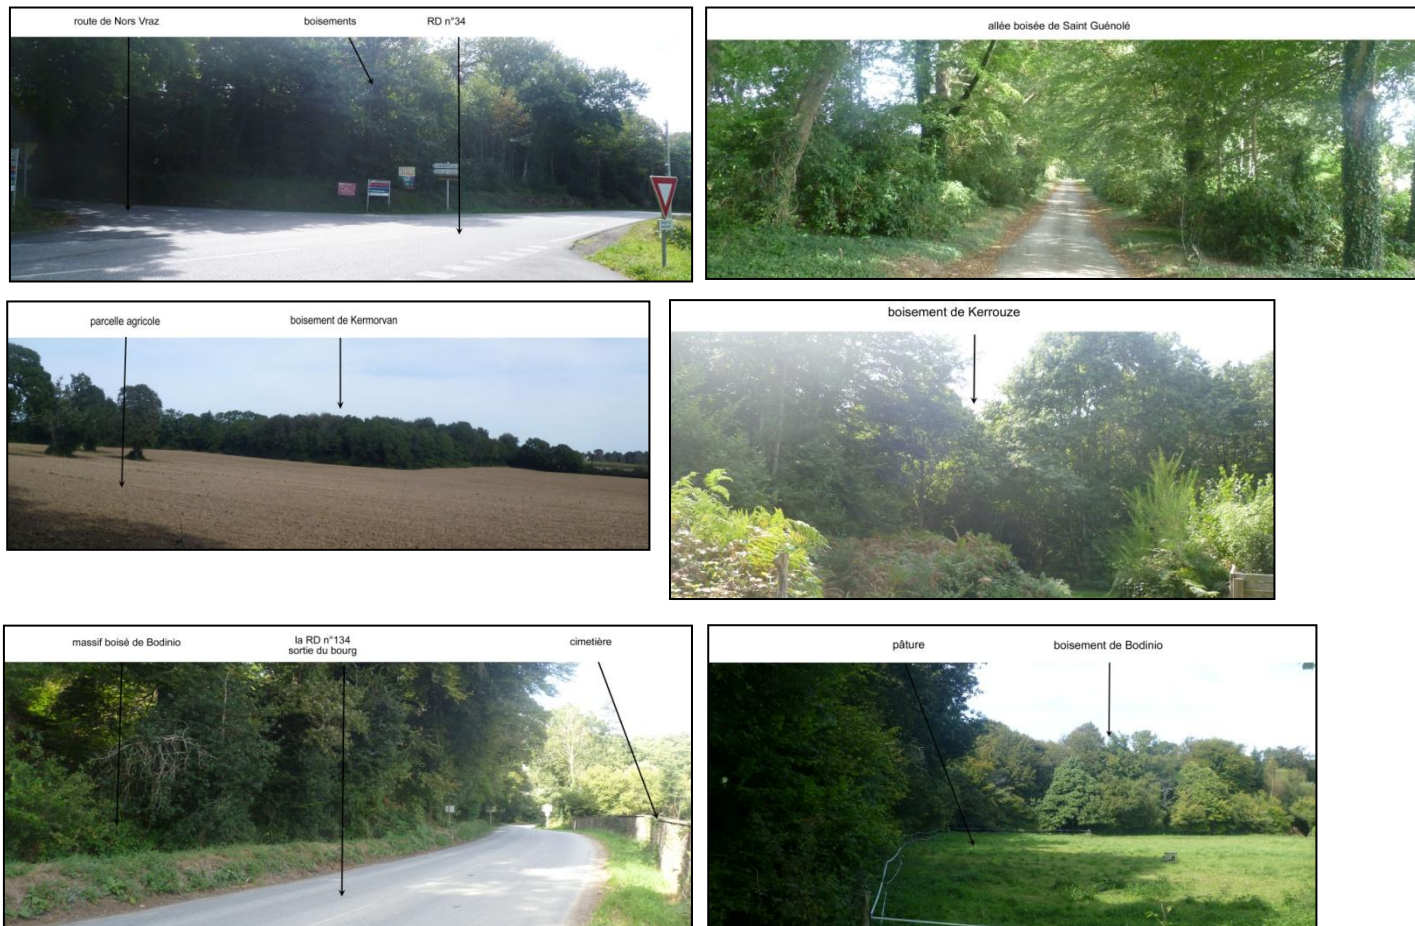 route de Nors Vraz
boisements
RD n°34
allée boisée de Saint Guénolé
parcelle agricole
boisement de Kermorvan
boisement de Kerrouze
massif boisé de Bodinio
la RD n°134
sortie du bourg
cimetière
pâture
boisement de Bodinio